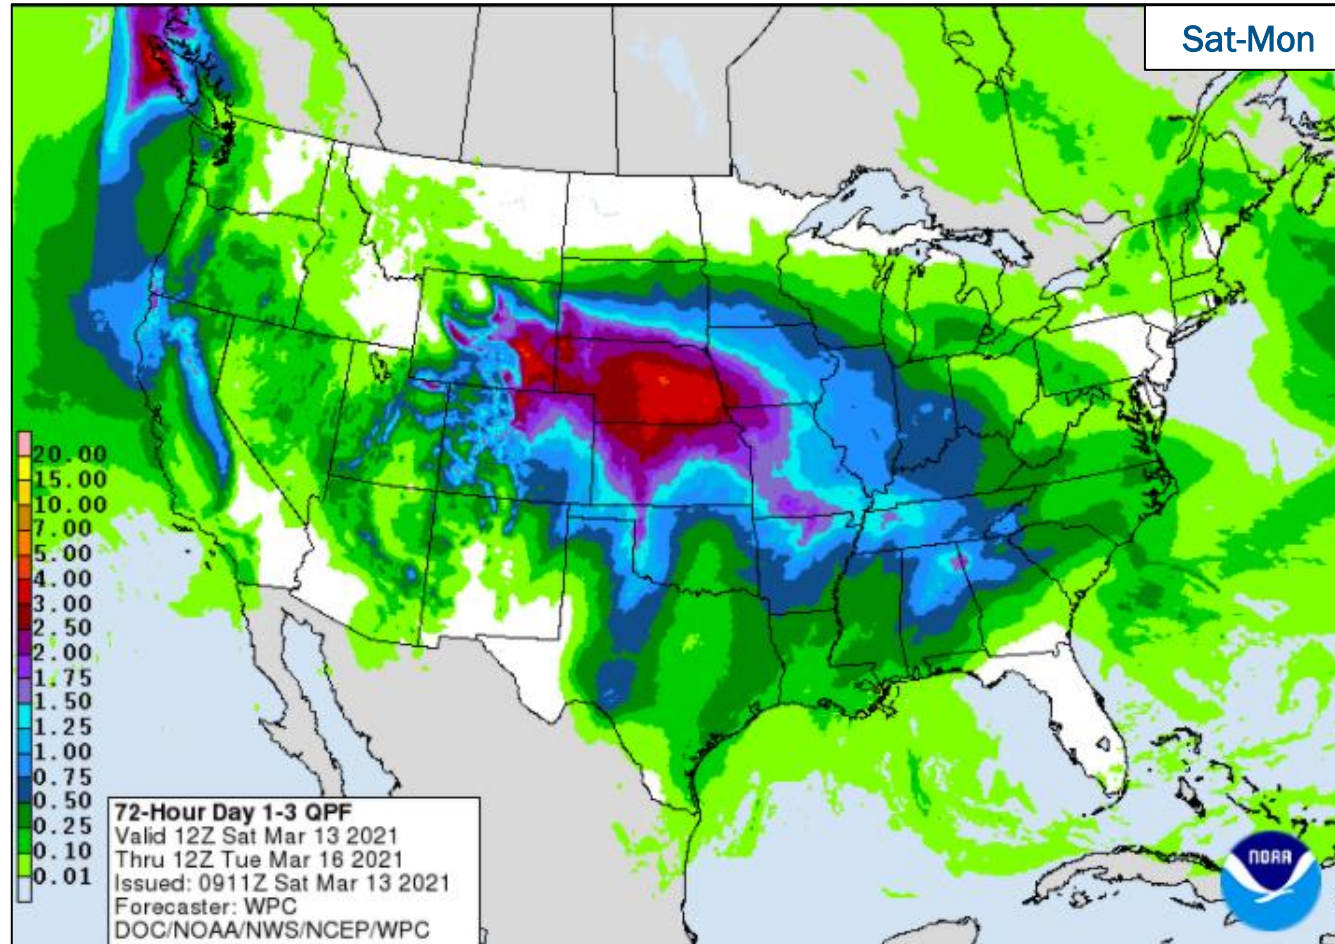 Sat-Mon
20.00
15.00
10.00
7.00
5.00
4.00
3.00
2.50
2.00
1.75
1.50
1.25
1.00
0.75
0.50
0.25
0.10
0.01
72-Hour Day 1-3 QPF
Valid 12Z Sat Mar 13 2021
Thru 12Z Tue Mar 16 2021
Issued: 0911Z Sat Mar 13 2021
Forecaster: WPC
DOC/NOAA/NWS/NCEP/WPC
NOAA